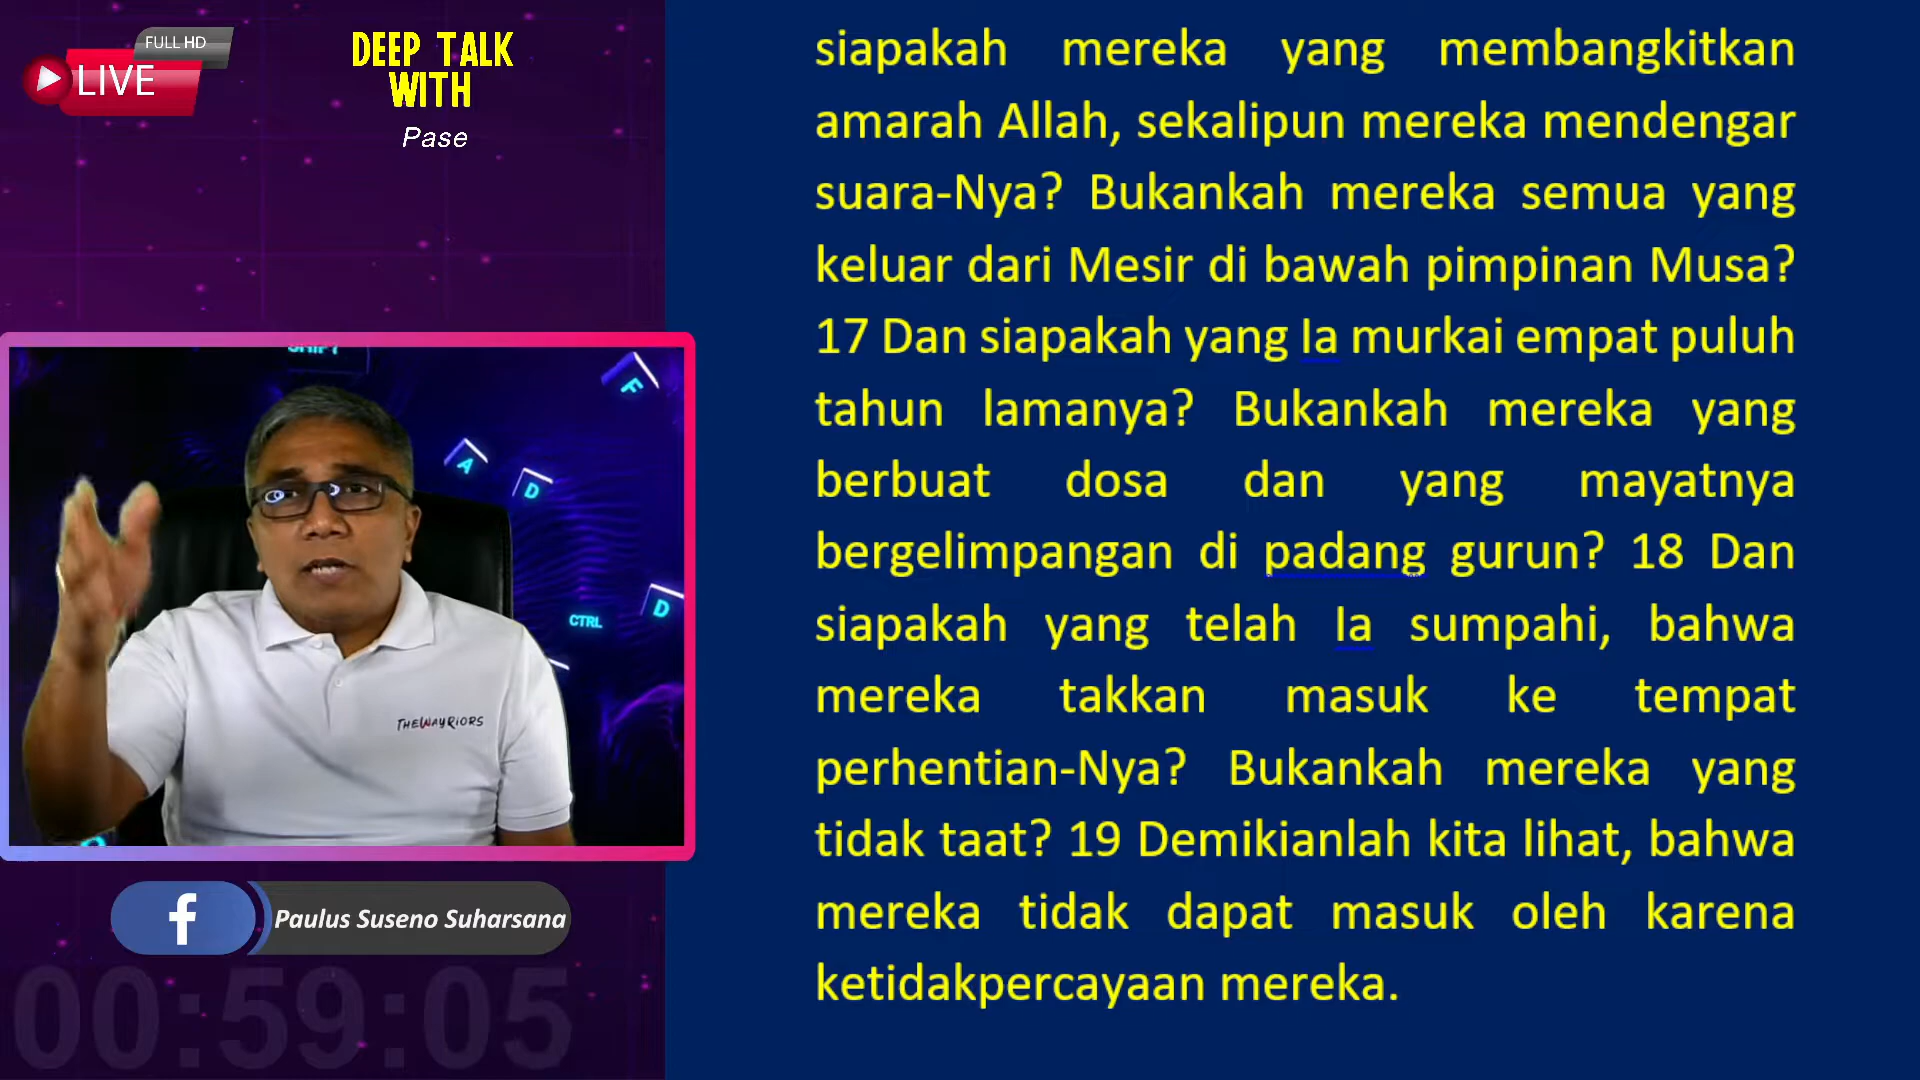 FULL HD
LIVE
DEEP TALK
WITH
Pase
siapakah mereka yang membangkitkan
amarah Allah, sekalipun mereka mendengar
suara-Nya? Bukankah mereka semua yang
keluar dari Mesir di bawah pimpinan Musa?
17 Dan siapakah yang Ia murkai empat puluh
tahun lamanya? Bukankah mereka yang
berbuat dosa dan yang mayatnya
bergelimpangan di padang gurun? 18 Dan
siapakah yang telah Ia sumpahi, bahwa
mereka takkan masuk ke tempat
perhentian-Nya? Bukankah mereka yang
tidak taat? 19 Demikianlah kita lihat, bahwa
mereka tidak dapat masuk oleh karena
ketidakpercayaan mereka.
SHIFT
F
A
D
D
CTRL
THEWAYRIORS
f
Paulus Suseno Suharsana
00:59:05